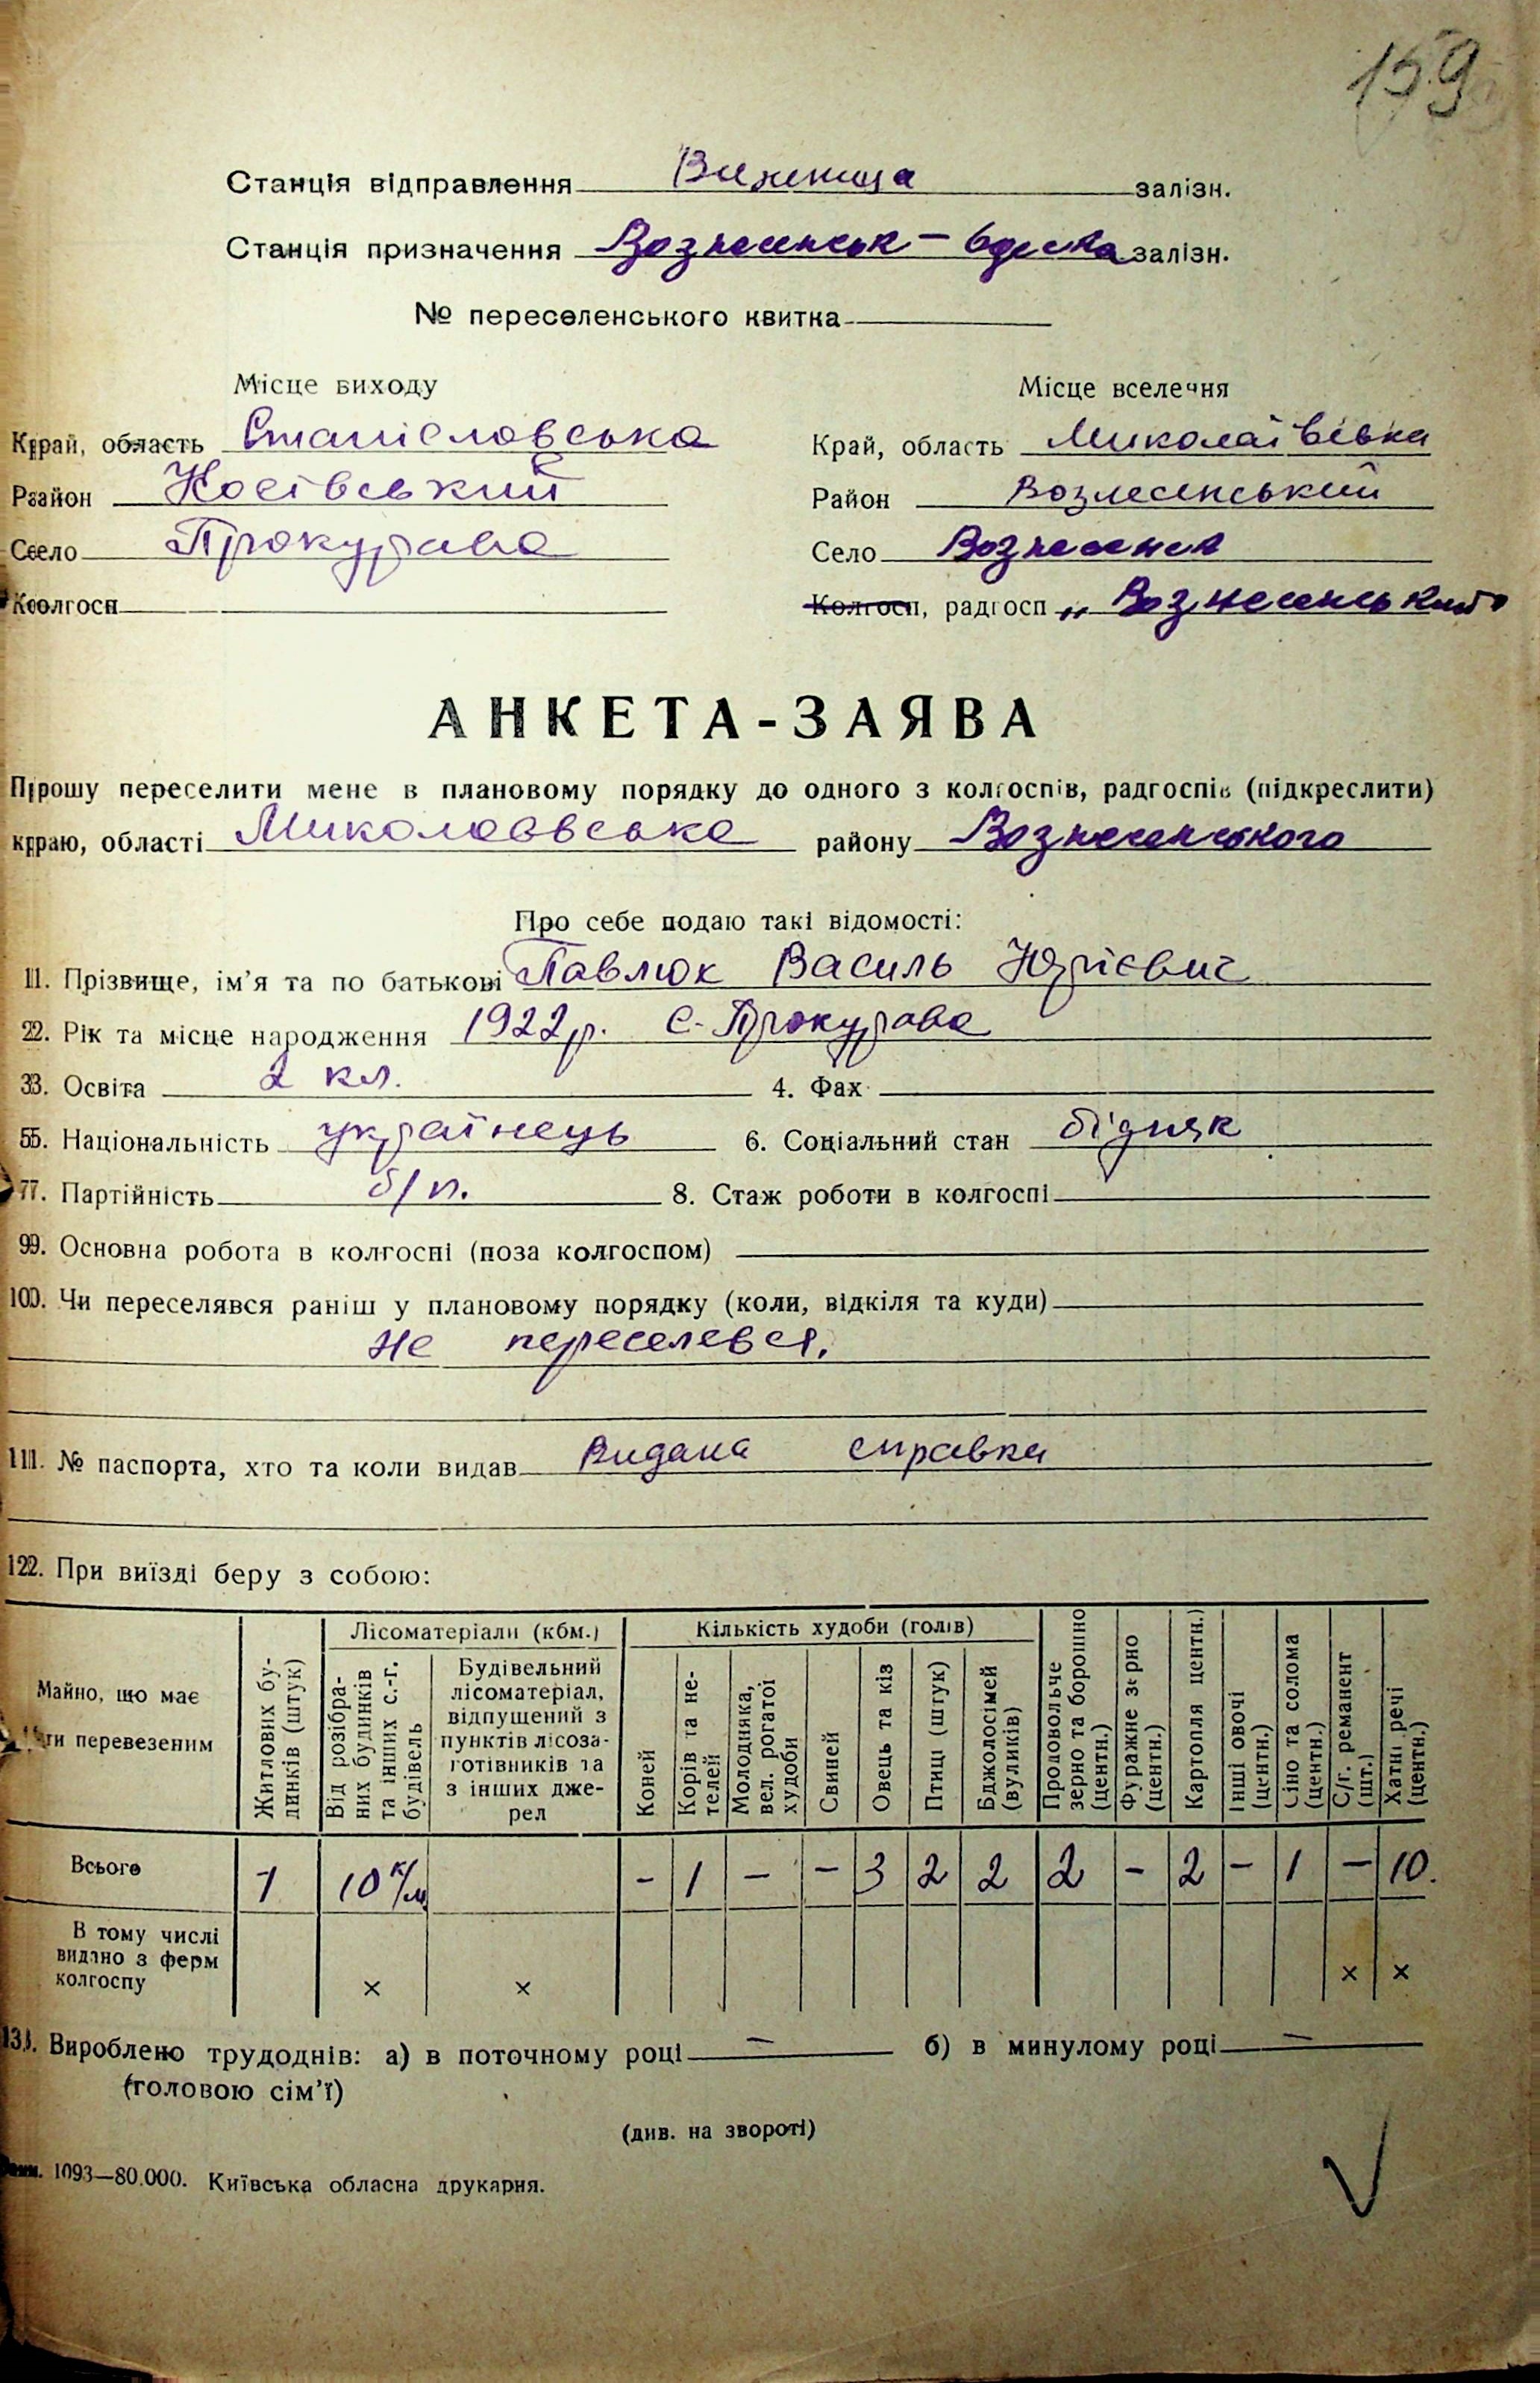 159
Станція відправлення Вижница залізн.
Станція призначення Вознесенськ - Одеска залізн.
№ переселенського квитка
Місце виходу Місце вселення
Край, область Станіславська Край, область Миколаївська
Район Косівський Район Вознесенський
Село Прокурава Село Вознесенск
Колгосп Колгосп, радгосп „Вознесенський"
АНКЕТА-ЗАЯВА
Прошу переселити мене в плановому порядку до одного з колгоспів, радгоспів (підкреслити)
краю, області Миколаавська району Вознесенського
Про себе подаю такі відомості:
1. Прізвище, ім'я та по батькові Павлюк Василь Юрієвич
2. Рік та місце народження 1922 р. с. Прокурава
3. Освіта 2 кл. 4. Фах
5. Національність українець 6. Соціальний стан бідняк
7. Партійність б/п. 8. Стаж роботи в колгоспі
9. Основна робота в колгоспі (поза колгоспом)
10. Чи переселявся раніш у плановому порядку (коли, відкіля та куди)
не переселевся.
11. № паспорта, хто та коли видав Видана справка
12. При виїзді беру з собою:
Майно, що має ти перевезеним
Житлових будинків (штук)
Лісоматеріали (кбм.)
Від розібраних будинків та інших с.-г. будівель
Будівельний лісоматеріал, відпущений з пунктів лісозаготівників та з інших джерел
Кількість худоби (голів)
Коней
Корів та нетелей
Молодняка, вел. рогатої худоби
Свиней
Овець та кіз
Птиці (штук)
Бджолосімей (вуликів)
Продовольче зерно та борошно (центн.)
Фуражне зерно (центн.)
Картопля центн.)
Інші овочі (центн.)
Сіно та солома (центн.)
С/г. реманент (шт.)
Хатні речі (центн.)
Всього 1 10 к/м - 1 - - 3 2 2 2 - 2 - 1 - 10.
В тому числі видано з ферм колгоспу × × × ×
13. Вироблено трудоднів: а) в поточному році — б) в минулому році —
(головою сім'ї)
(див. на звороті)
1093—80.000. Київська обласна друкарня.